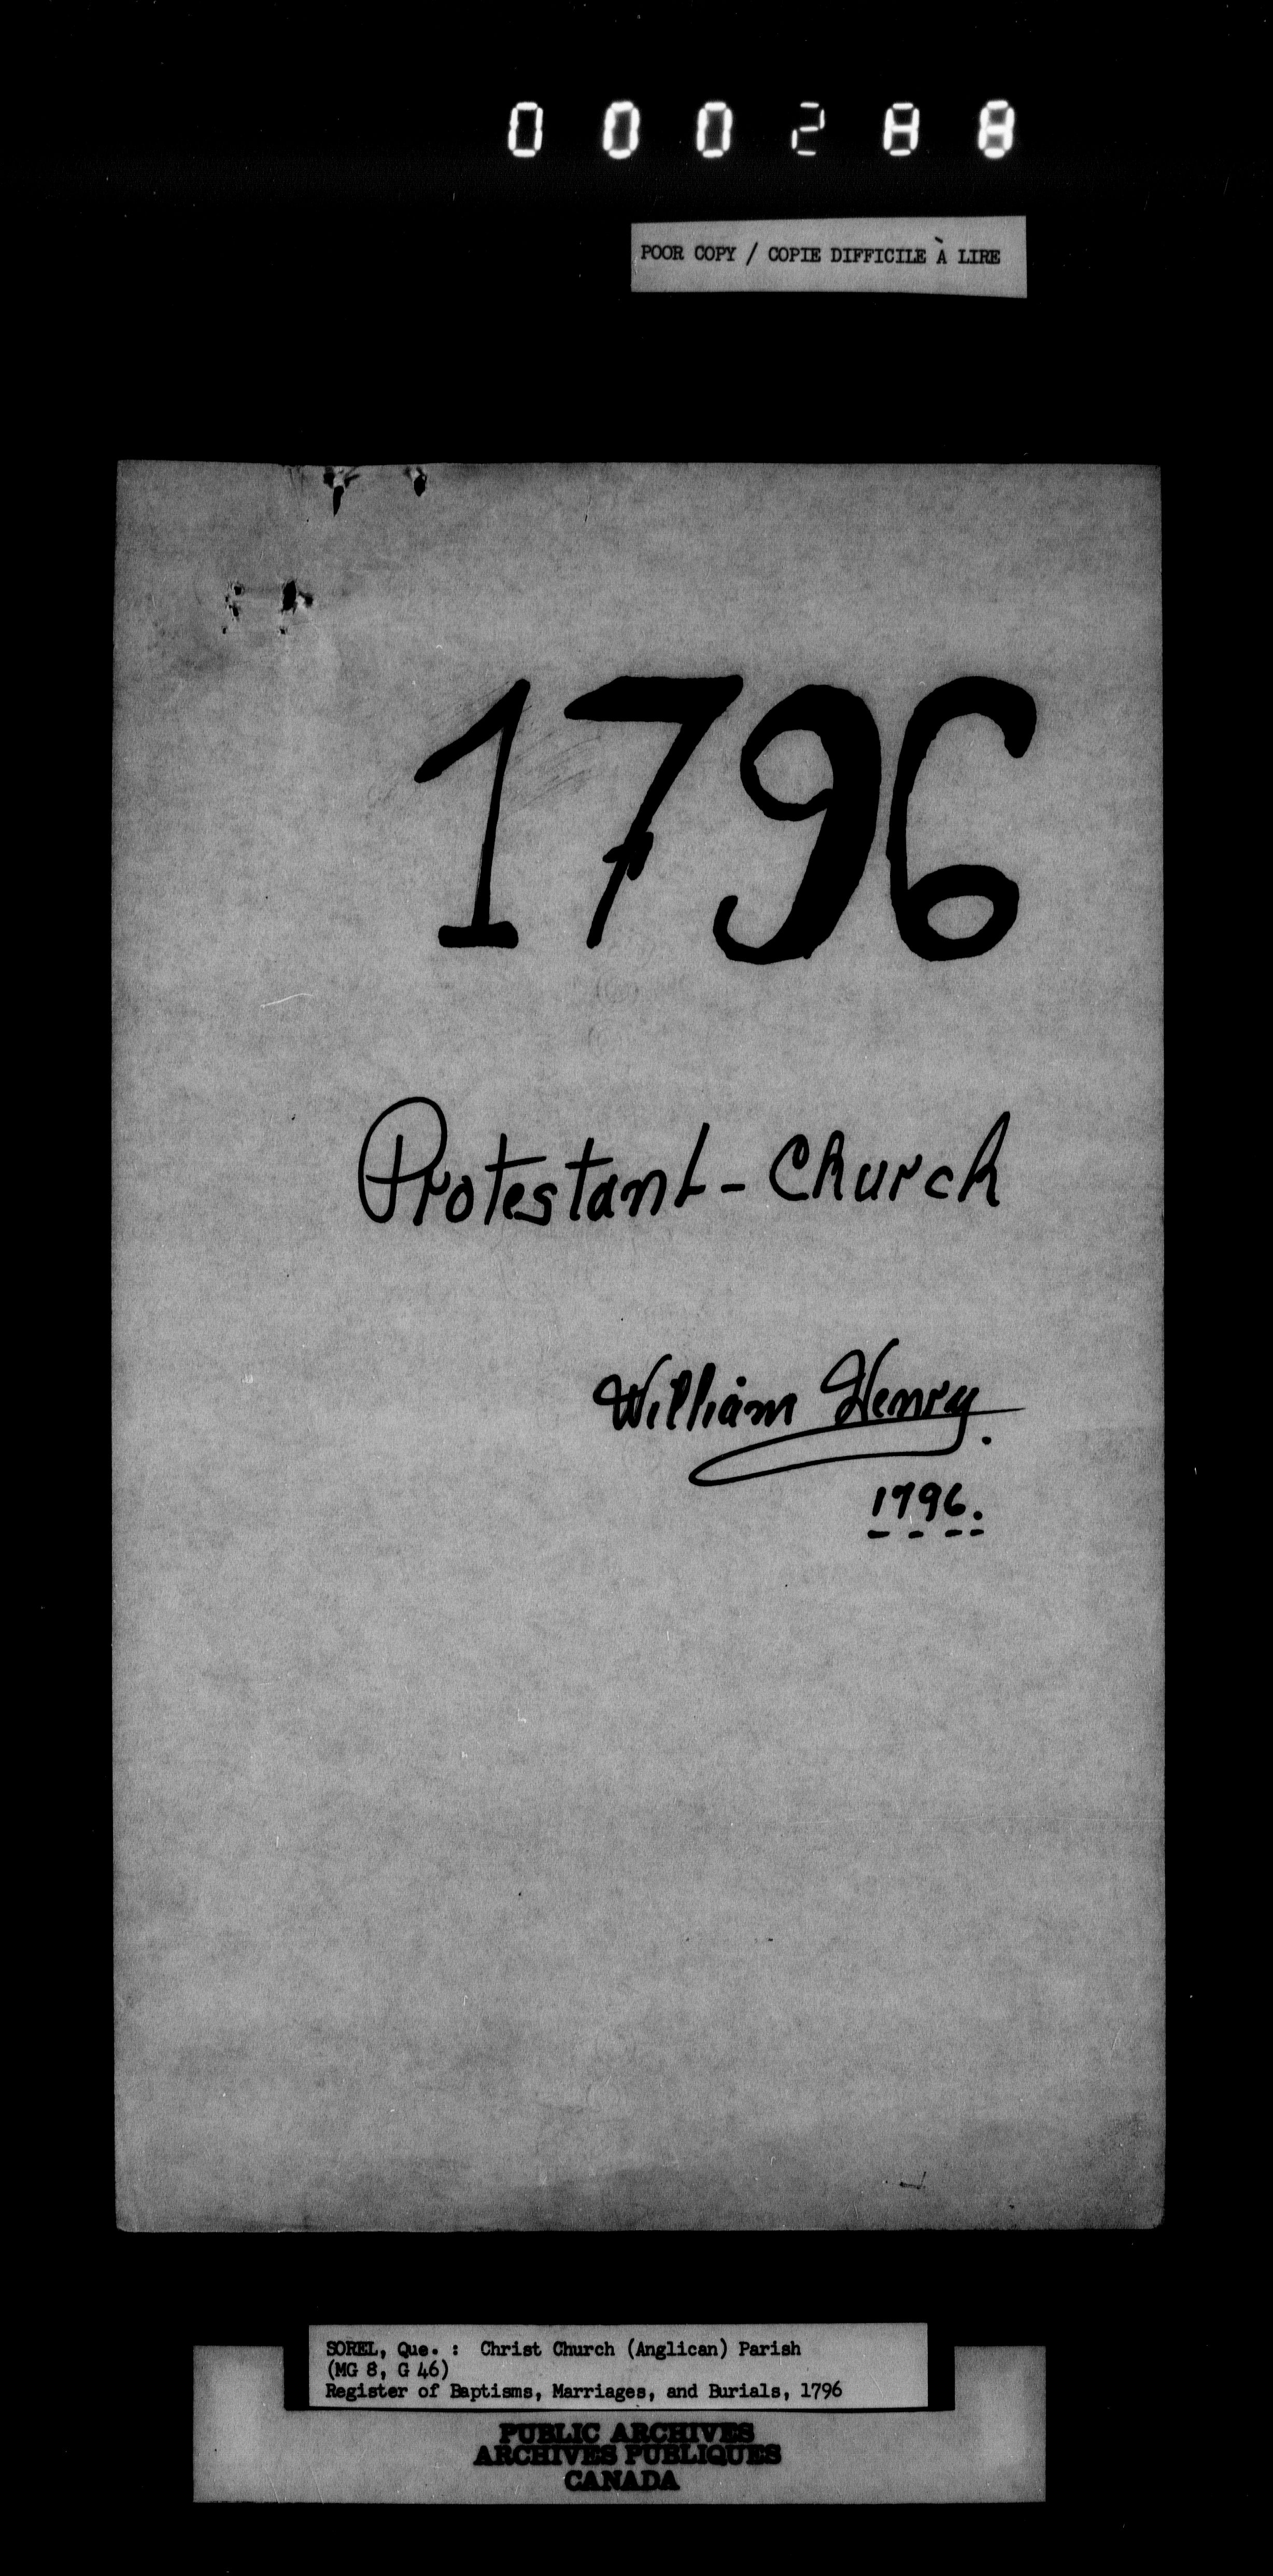 000288
POOR COPY / COPIE DIFFICILE À LIRE
1796
Protestant - Church
William Henry.
1796.
SOREL, Que. : Christ Church (Anglican) Parish
(MG 8, G 46)
Register of Baptisms, Marriages, and Burials, 1796
PUBLIC ARCHIVES
ARCHIVES PUBLIQUES
CANADA